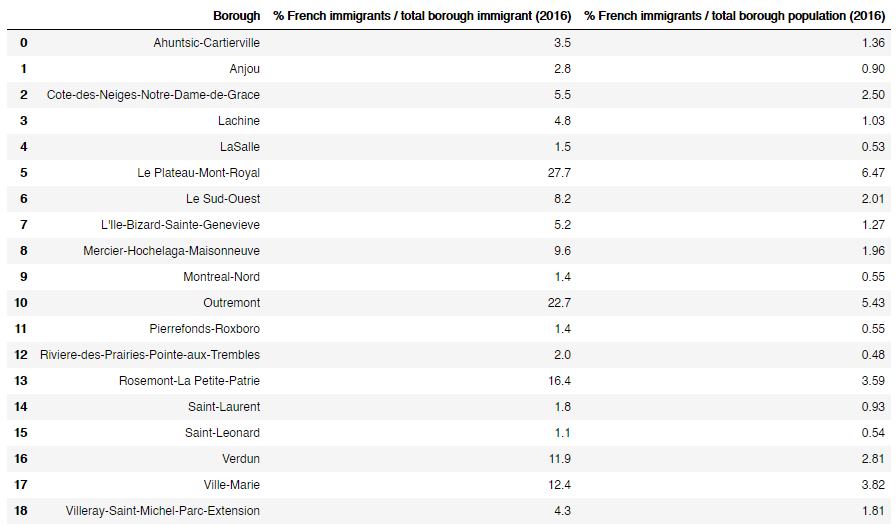 Borough % French immigrants / total borough immigrant (2016) % French immigrants / total borough population (2016)
0 Ahuntsic-Cartierville 3.5 1.36
1 Anjou 2.8 0.90
2 Cote-des-Neiges-Notre-Dame-de-Grace 5.5 2.50
3 Lachine 4.8 1.03
4 LaSalle 1.5 0.53
5 Le Plateau-Mont-Royal 27.7 6.47
6 Le Sud-Ouest 8.2 2.01
7 L'Ile-Bizard-Sainte-Genevieve 5.2 1.27
8 Mercier-Hochelaga-Maisonneuve 9.6 1.96
9 Montreal-Nord 1.4 0.55
10 Outremont 22.7 5.43
11 Pierrefonds-Roxboro 1.4 0.55
12 Riviere-des-Prairies-Pointe-aux-Trembles 2.0 0.48
13 Rosemont-La Petite-Patrie 16.4 3.59
14 Saint-Laurent 1.8 0.93
15 Saint-Leonard 1.1 0.54
16 Verdun 11.9 2.81
17 Ville-Marie 12.4 3.82
18 Villeray-Saint-Michel-Parc-Extension 4.3 1.81